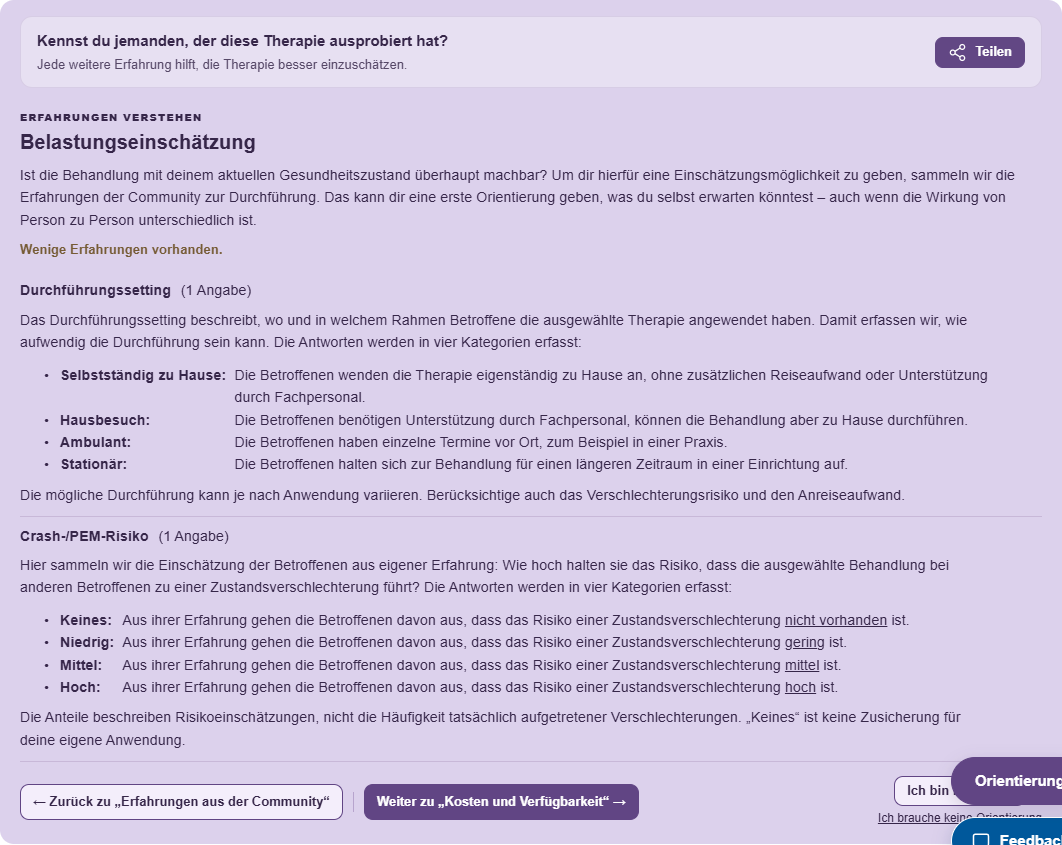 Kennst du jemanden, der diese Therapie ausprobiert hat?
Jede weitere Erfahrung hilft, die Therapie besser einzuschätzen.
Teilen
ERFAHRUNGEN VERSTEHEN
Belastungseinschätzung
Ist die Behandlung mit deinem aktuellen Gesundheitszustand überhaupt machbar? Um dir hierfür eine Einschätzungsmöglichkeit zu geben, sammeln wir die
Erfahrungen der Community zur Durchführung. Das kann dir eine erste Orientierung geben, was du selbst erwarten könntest – auch wenn die Wirkung von
Person zu Person unterschiedlich ist.
Wenige Erfahrungen vorhanden.
Durchführungssetting (1 Angabe)
Das Durchführungssetting beschreibt, wo und in welchem Rahmen Betroffene die ausgewählte Therapie angewendet haben. Damit erfassen wir, wie
aufwendig die Durchführung sein kann. Die Antworten werden in vier Kategorien erfasst:
• Selbstständig zu Hause: Die Betroffenen wenden die Therapie eigenständig zu Hause an, ohne zusätzlichen Reiseaufwand oder Unterstützung
durch Fachpersonal.
• Hausbesuch: Die Betroffenen benötigen Unterstützung durch Fachpersonal, können die Behandlung aber zu Hause durchführen.
• Ambulant: Die Betroffenen haben einzelne Termine vor Ort, zum Beispiel in einer Praxis.
• Stationär: Die Betroffenen halten sich zur Behandlung für einen längeren Zeitraum in einer Einrichtung auf.
Die mögliche Durchführung kann je nach Anwendung variieren. Berücksichtige auch das Verschlechterungsrisiko und den Anreiseaufwand.
Crash-/PEM-Risiko (1 Angabe)
Hier sammeln wir die Einschätzung der Betroffenen aus eigener Erfahrung: Wie hoch halten sie das Risiko, dass die ausgewählte Behandlung bei
anderen Betroffenen zu einer Zustandsverschlechterung führt? Die Antworten werden in vier Kategorien erfasst:
• Keines: Aus ihrer Erfahrung gehen die Betroffenen davon aus, dass das Risiko einer Zustandsverschlechterung nicht vorhanden ist.
• Niedrig: Aus ihrer Erfahrung gehen die Betroffenen davon aus, dass das Risiko einer Zustandsverschlechterung gering ist.
• Mittel: Aus ihrer Erfahrung gehen die Betroffenen davon aus, dass das Risiko einer Zustandsverschlechterung mittel ist.
• Hoch: Aus ihrer Erfahrung gehen die Betroffenen davon aus, dass das Risiko einer Zustandsverschlechterung hoch ist.
Die Anteile beschreiben Risikoeinschätzungen, nicht die Häufigkeit tatsächlich aufgetretener Verschlechterungen. „Keines“ ist keine Zusicherung für
deine eigene Anwendung.
← Zurück zu „Erfahrungen aus der Community“
Weiter zu „Kosten und Verfügbarkeit“ →
Ich bin
Orientierung
Ich brauche keine Orientierung
Feedbac